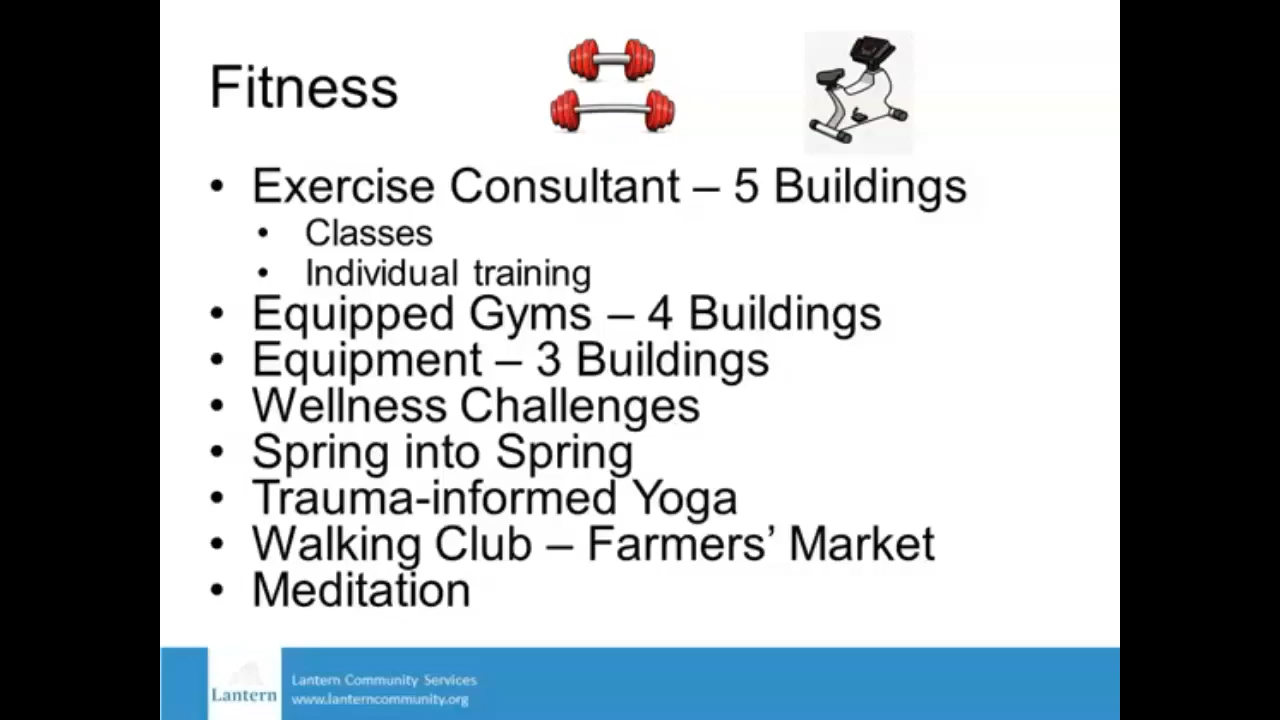 Fitness
• Exercise Consultant – 5 Buildings
• Classes
• Individual training
• Equipped Gyms – 4 Buildings
• Equipment – 3 Buildings
• Wellness Challenges
• Spring into Spring
• Trauma-informed Yoga
• Walking Club – Farmers’ Market
• Meditation
Lantern
Lantern Community Services
www.lanterncommunity.org